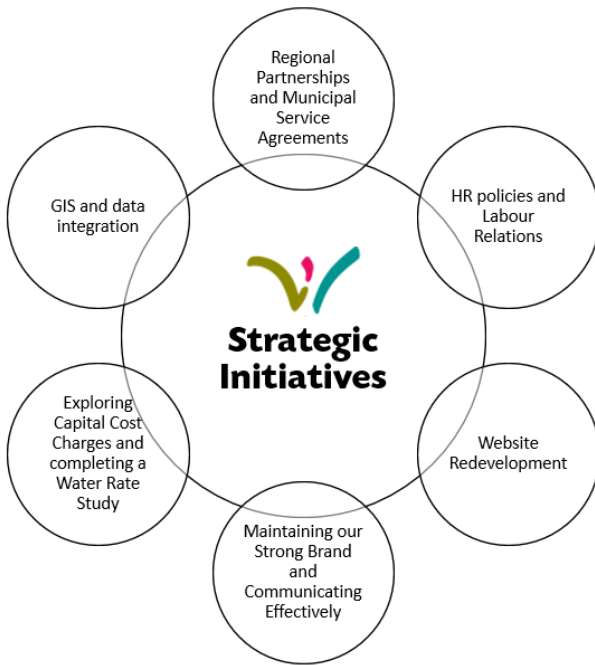 Regional
Partnerships
and Municipal
Service
Agreements
HR policies and
Labour
Relations
Website
Redevelopment
Maintaining our
Strong Brand
and
Communicating
Effectively
Exploring
Capital Cost
Charges and
completing a
Water Rate
Study
GIS and data
integration
Strategic
Initiatives